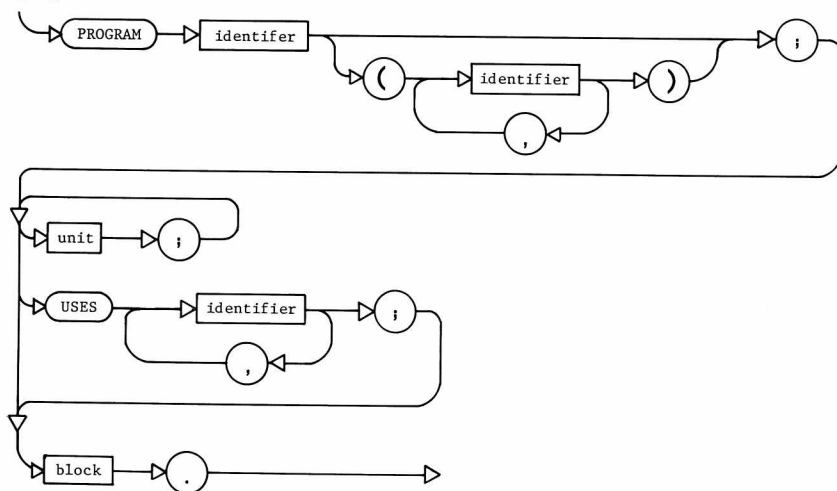 PROGRAM identifer ;
( identifier )
,
unit ;
USES identifier ;
,
block .